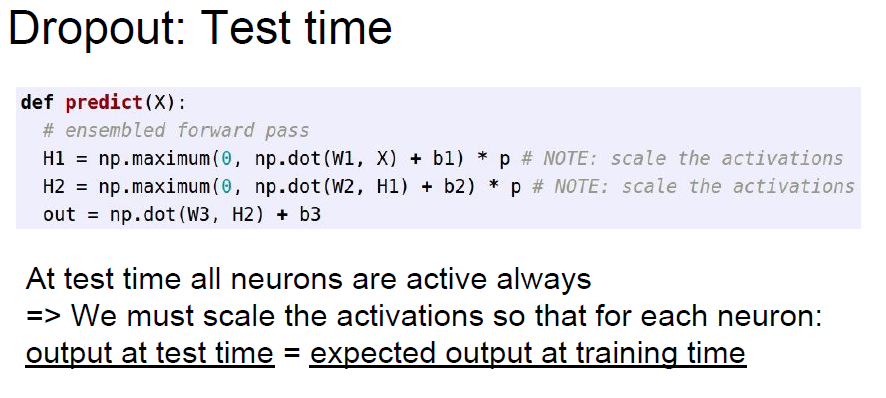 Dropout: Test time
def predict(X):
# ensembled forward pass
H1 = np.maximum(0, np.dot(W1, X) + b1) * p # NOTE: scale the activations
H2 = np.maximum(0, np.dot(W2, H1) + b2) * p # NOTE: scale the activations
out = np.dot(W3, H2) + b3
At test time all neurons are active always
=> We must scale the activations so that for each neuron:
output at test time = expected output at training time